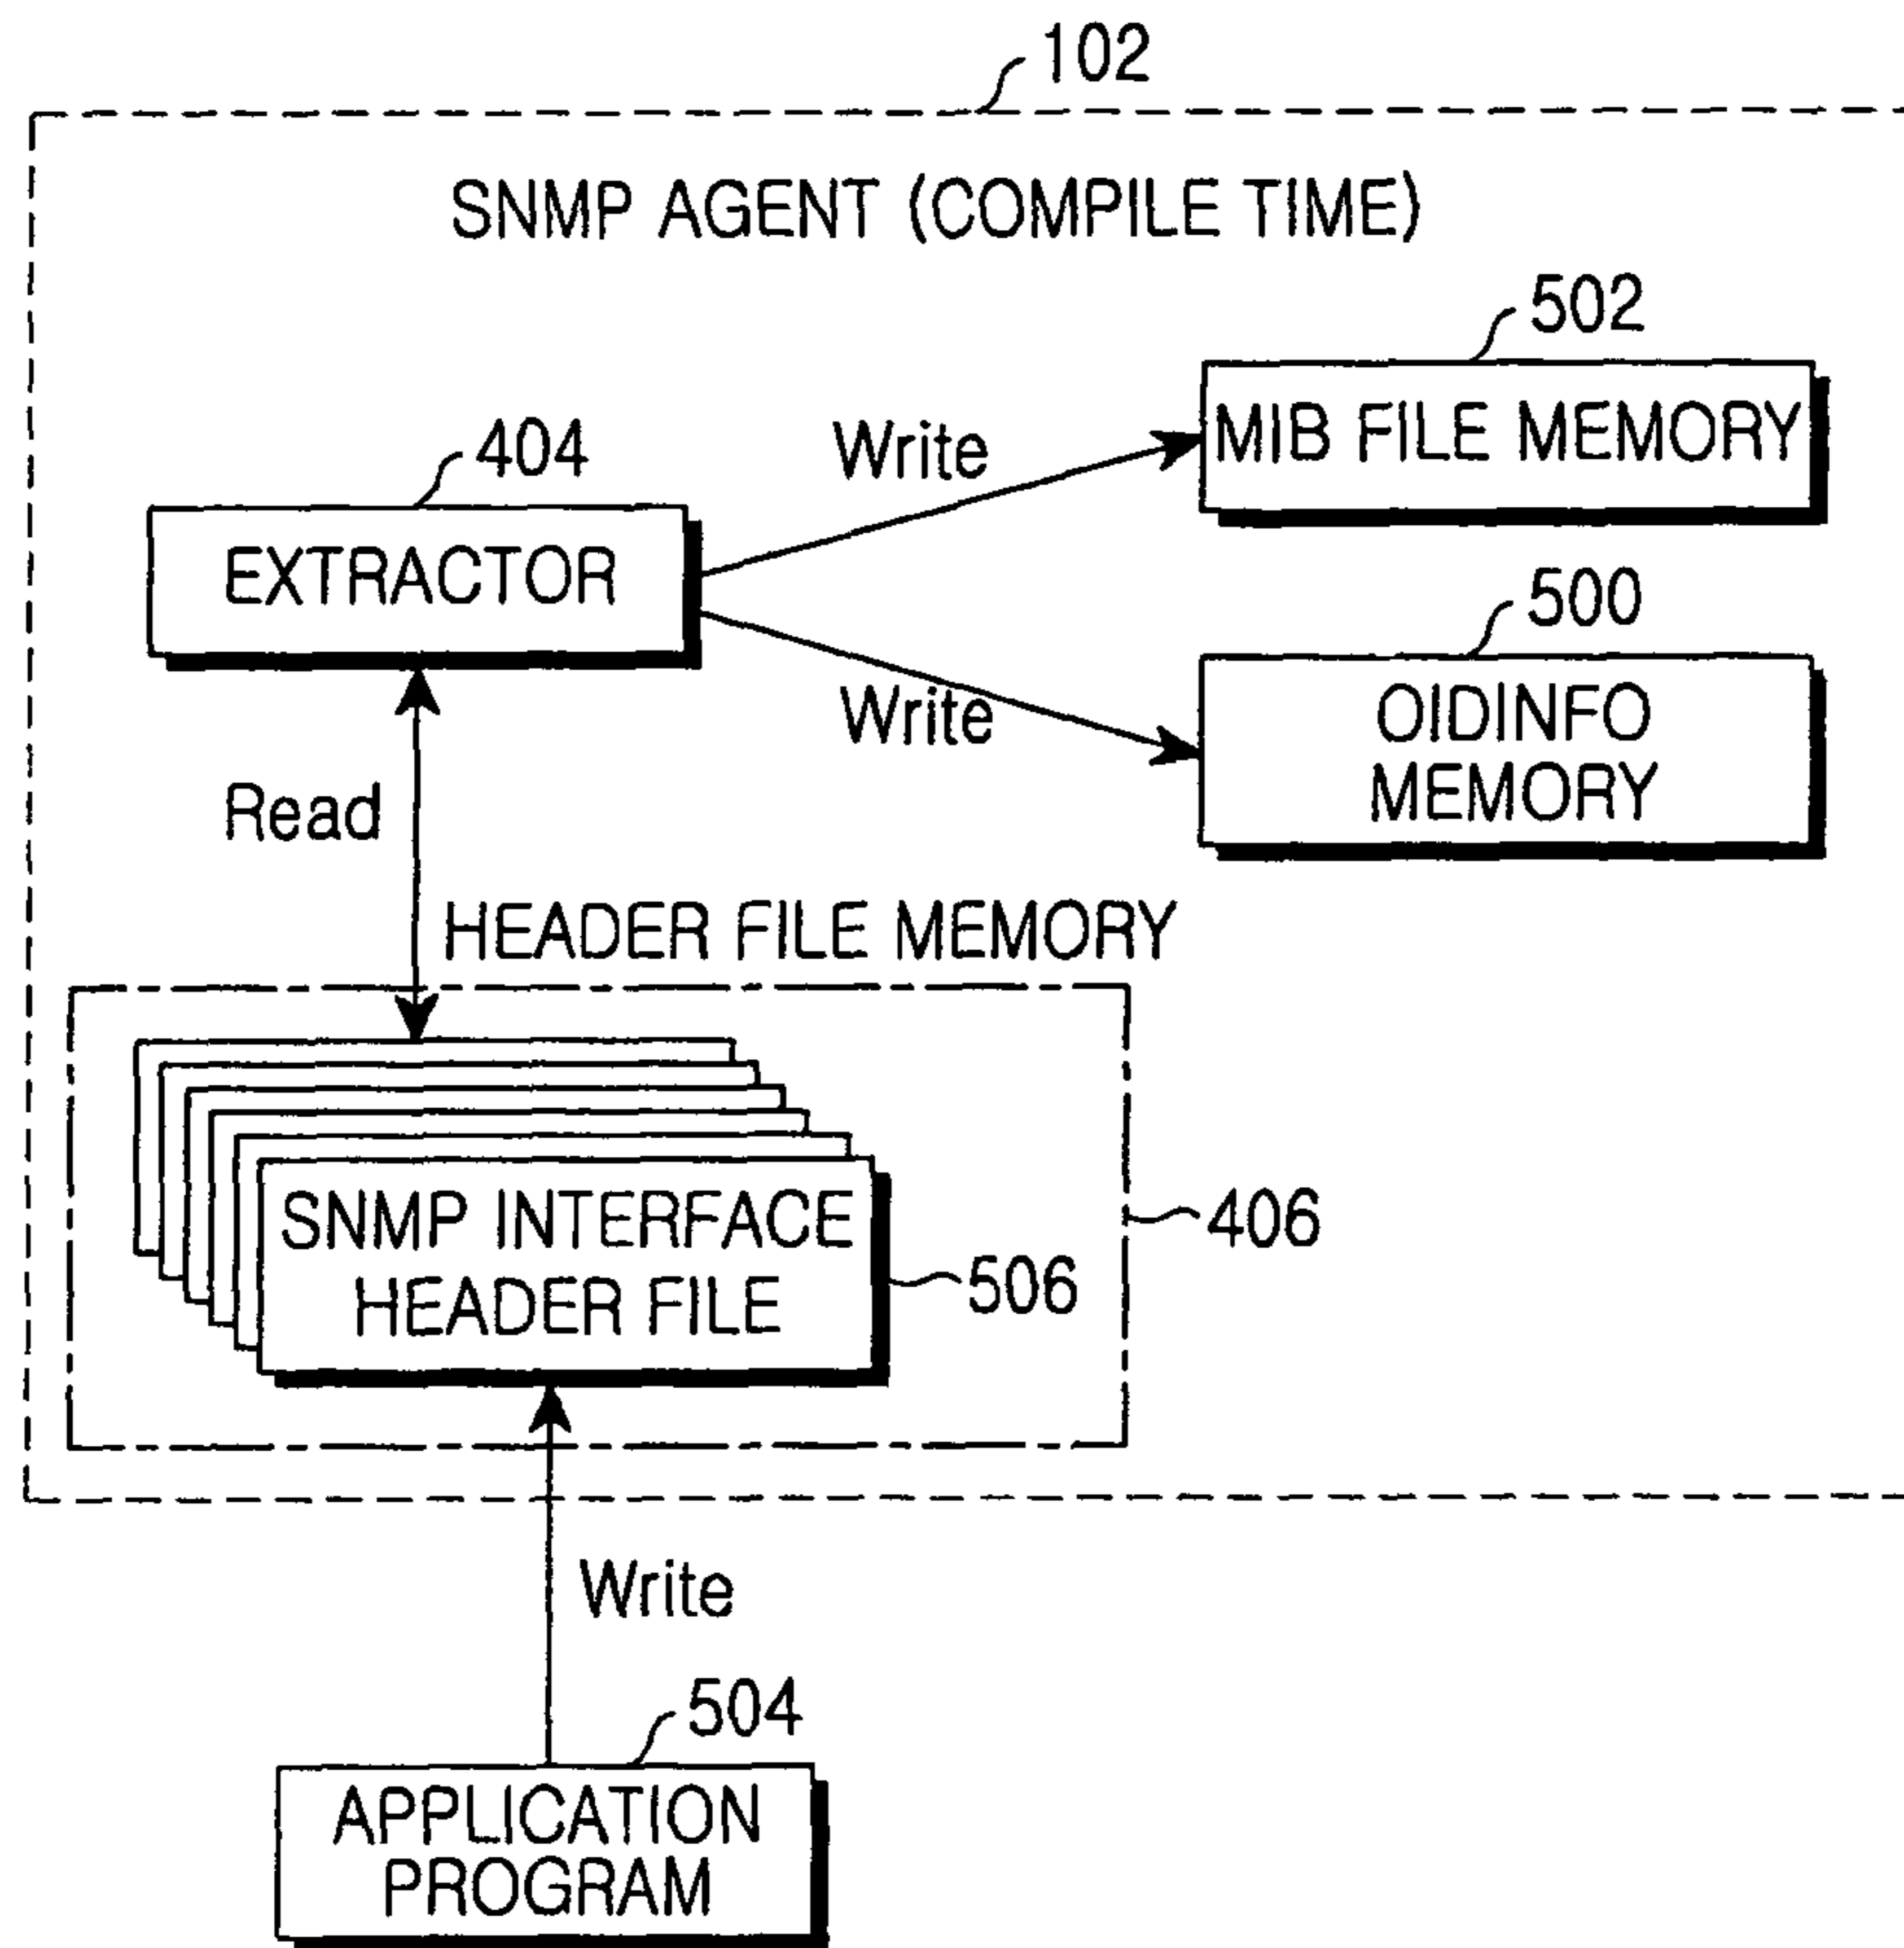 102
SNMP AGENT (COMPILE TIME)
502
MIB FILE MEMORY
Write
404
EXTRACTOR
500
OIDINFO
MEMORY
Write
Read
HEADER FILE MEMORY
SNMP INTERFACE
HEADER FILE
406
506
Write
504
APPLICATION
PROGRAM